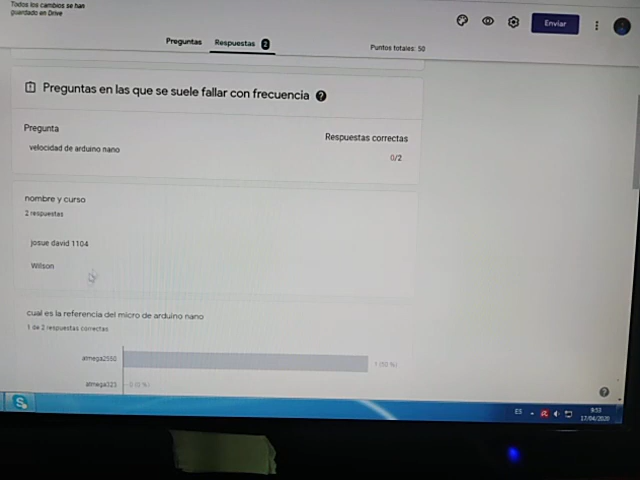 Todos los cambios se han
guardado en Drive
Enviar
Preguntas
Respuestas 2
Puntos totales: 50
Preguntas en las que se suele fallar con frecuencia
Pregunta
Respuestas correctas
velocidad de arduino nano
0/2
nombre y curso
2 respuestas
josue david 1104
Wilson
cual es la referencia del micro de arduino nano
1 de 2 respuestas correctas
atmega2560
1 (50 %)
atmega323
0 (0 %)
ES
9:53
17/04/2020